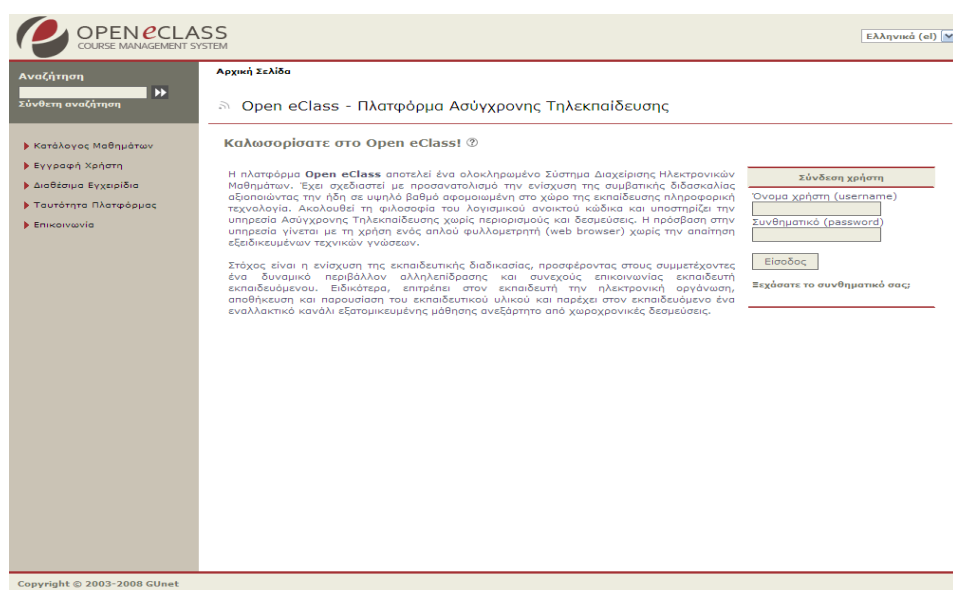 OPEN eCLASS
COURSE MANAGEMENT SYSTEM
Ελληνικά (el)
Αναζήτηση
Σύνθετη αναζήτηση
Αρχική Σελίδα
Open eClass - Πλατφόρμα Ασύγχρονης Τηλεκπαίδευσης
Κατάλογος Μαθημάτων
Εγγραφή Χρήστη
Διαθέσιμα Εγχειρίδια
Ταυτότητα Πλατφόρμας
Επικοινωνία
Καλωσορίσατε στο Open eClass! ?
Η πλατφόρμα Open eClass αποτελεί ένα ολοκληρωμένο Σύστημα Διαχείρισης Ηλεκτρονικών
Μαθημάτων. Έχει σχεδιαστεί με προσανατολισμό την ενίσχυση της συμβατικής διδασκαλίας
αξιοποιώντας την ήδη σε υψηλό βαθμό αφομοιωμένη στο χώρο της εκπαίδευσης πληροφορική
τεχνολογία. Ακολουθεί τη φιλοσοφία του λογισμικού ανοικτού κώδικα και υποστηρίζει την
υπηρεσία Ασύγχρονης Τηλεκπαίδευσης χωρίς περιορισμούς και δεσμεύσεις. Η πρόσβαση στην
υπηρεσία γίνεται με τη χρήση ενός απλού φυλλομετρητή (web browser) χωρίς την απαίτηση
εξειδικευμένων τεχνικών γνώσεων.
Στόχος είναι η ενίσχυση της εκπαιδευτικής διαδικασίας, προσφέροντας στους συμμετέχοντες
ένα δυναμικό περιβάλλον αλληλεπίδρασης και συνεχούς επικοινωνίας εκπαιδευτή
εκπαιδευόμενου. Ειδικότερα, επιτρέπει στον εκπαιδευτή την ηλεκτρονική οργάνωση,
αποθήκευση και παρουσίαση του εκπαιδευτικού υλικού και παρέχει στον εκπαιδευόμενο ένα
εναλλακτικό κανάλι εξατομικευμένης μάθησης ανεξάρτητο από χωροχρονικές δεσμεύσεις.
Σύνδεση χρήστη
Όνομα χρήστη (username)
Συνθηματικό (password)
Είσοδος
Ξεχάσατε το συνθηματικό σας;
Copyright © 2003-2008 GUnet